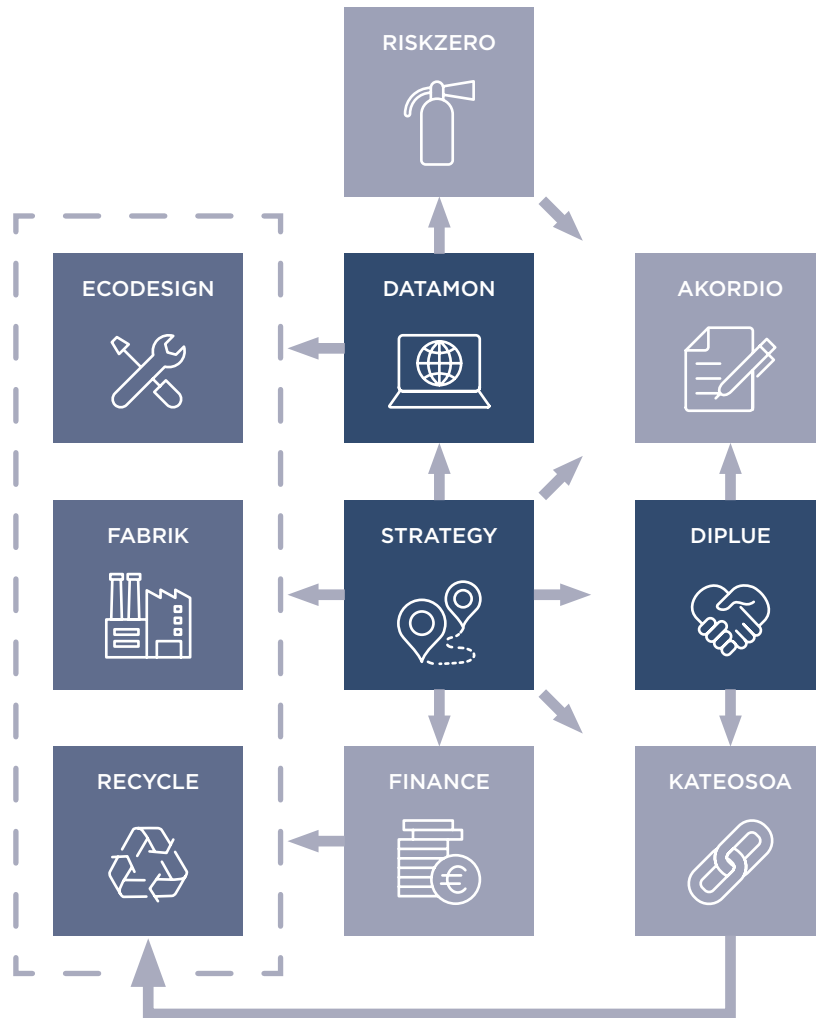 RISKZERO
ECODESIGN
DATAMON
AKORDIO
FABRIK
STRATEGY
DIPLUE
RECYCLE
FINANCE
KATEOSOA
€